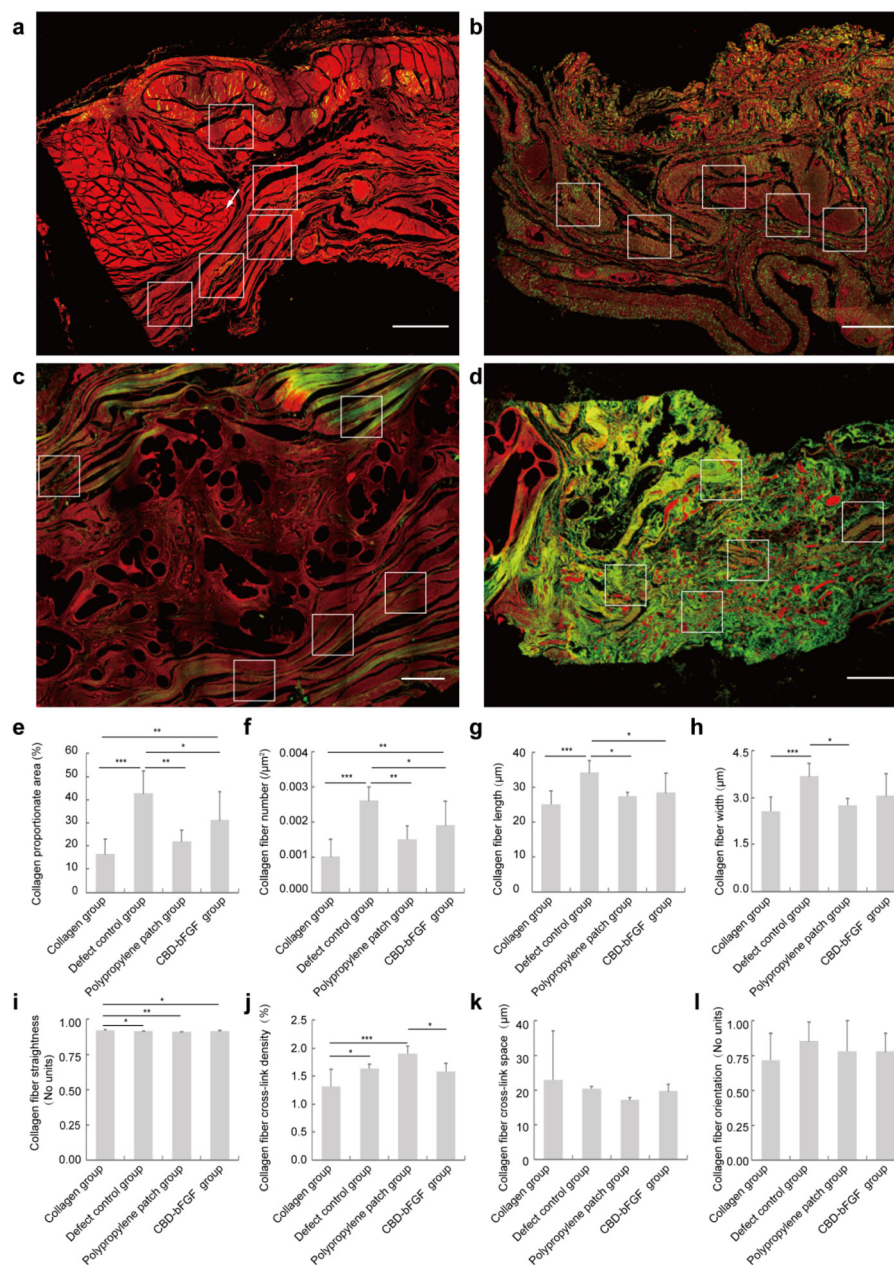 a
b
c
d
e
f
g
h
Collagen proportionate area (%)
60
50
40
30
20
10
0
**
*
***
**
Collagen group
Defect control group
Polypropylene patch group
CBD-bFGF group
Collagen fiber number (/μm²)
0.004
0.003
0.002
0.001
0.000
**
*
***
**
Collagen group
Defect control group
Polypropylene patch group
CBD-bFGF group
Collagen fiber length (μm)
40
30
20
10
0
*
***
*
Collagen group
Defect control group
Polypropylene patch group
CBD-bFGF group
Collagen fiber width (μm)
4.5
3.0
1.5
0.0
***
*
Collagen group
Defect control group
Polypropylene patch group
CBD-bFGF group
i
j
k
l
Collagen fiber straightness
(No units)
1.00
0.75
0.50
0.25
0.00
*
**
*
Collagen group
Defect control group
Polypropylene patch group
CBD-bFGF group
Collagen fiber cross-link density (%)
2.5
2.0
1.5
1.0
0.5
0.0
***
*
*
Collagen group
Defect control group
Polypropylene patch group
CBD-bFGF group
Collagen fiber cross-link space (μm)
40
30
20
10
0
Collagen group
Defect control group
Polypropylene patch group
CBD-bFGF group
Collagen fiber orientation (No units)
1.00
0.75
0.50
0.25
0.00
Collagen group
Defect control group
Polypropylene patch group
CBD-bFGF group